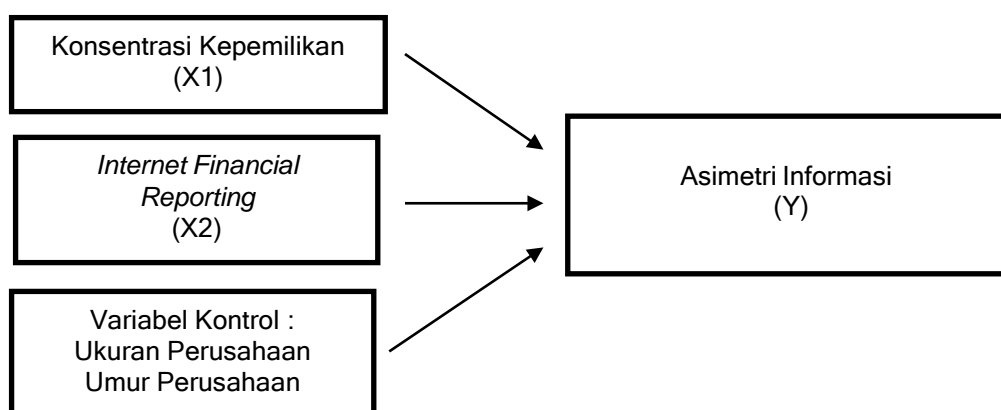 Konsentrasi Kepemilikan
(X1)
Internet Financial
Reporting
(X2)
Variabel Kontrol :
Ukuran Perusahaan
Umur Perusahaan
Asimetri Informasi
(Y)